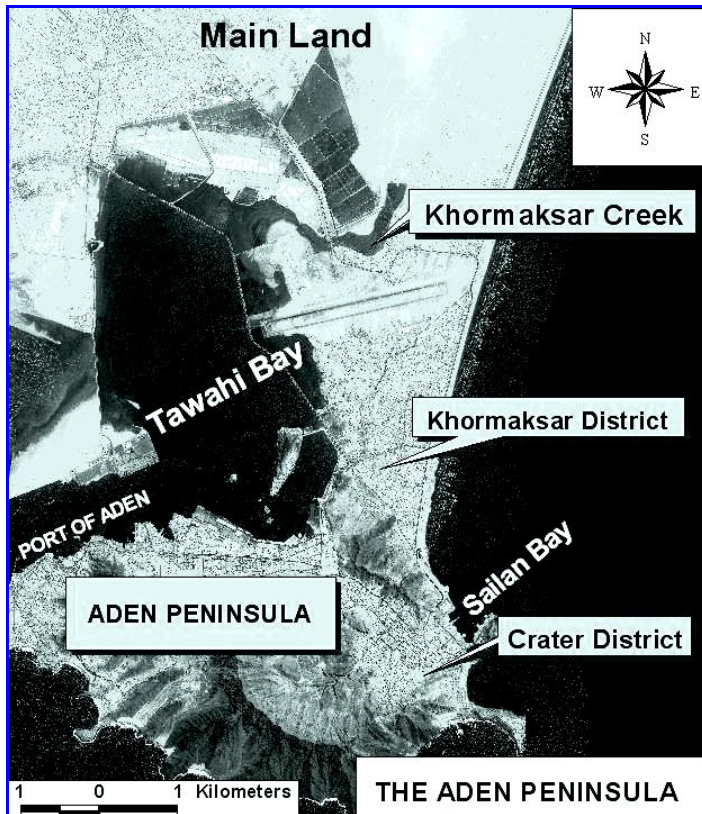 Main Land
N
W E
S
Khormaksar Creek
Tawahi Bay
Khormaksar District
PORT OF ADEN
Sailan Bay
ADEN PENINSULA
Crater District
1 0 1 Kilometers
THE ADEN PENINSULA